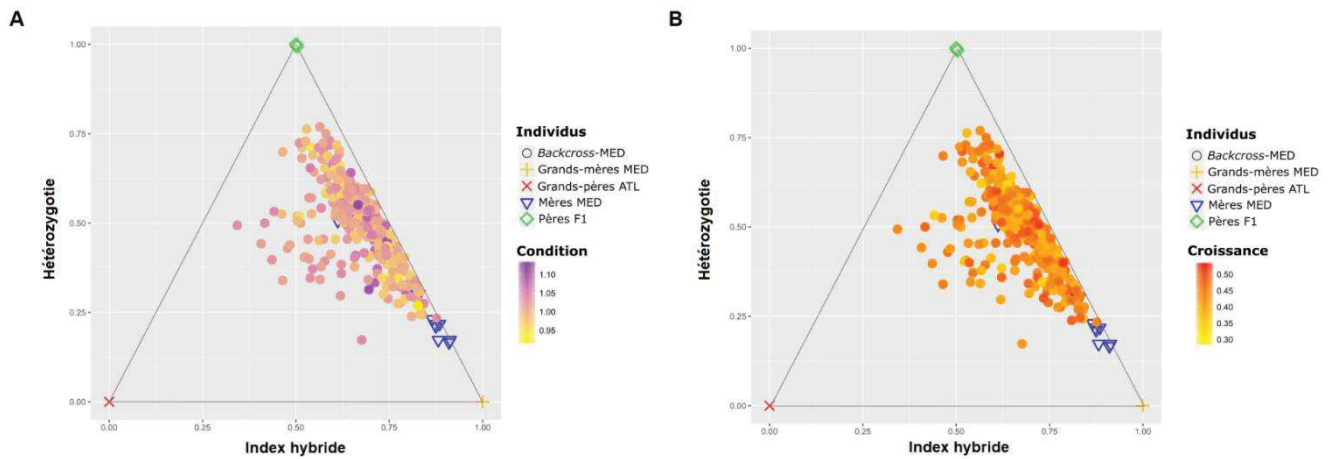 A
Hétérozygotie
1.00
0.75
0.50
0.25
0.00
0.00
0.25
0.50
0.75
1.00
Index hybride
Individus
Backcross-MED
Grands-mères MED
Grands-pères ATL
Mères MED
Pères F1
Condition
1.10
1.05
1.00
0.95
B
Hétérozygotie
1.00
0.75
0.50
0.25
0.00
0.00
0.25
0.50
0.75
1.00
Index hybride
Individus
Backcross-MED
Grands-mères MED
Grands-pères ATL
Mères MED
Pères F1
Croissance
0.50
0.45
0.40
0.35
0.30